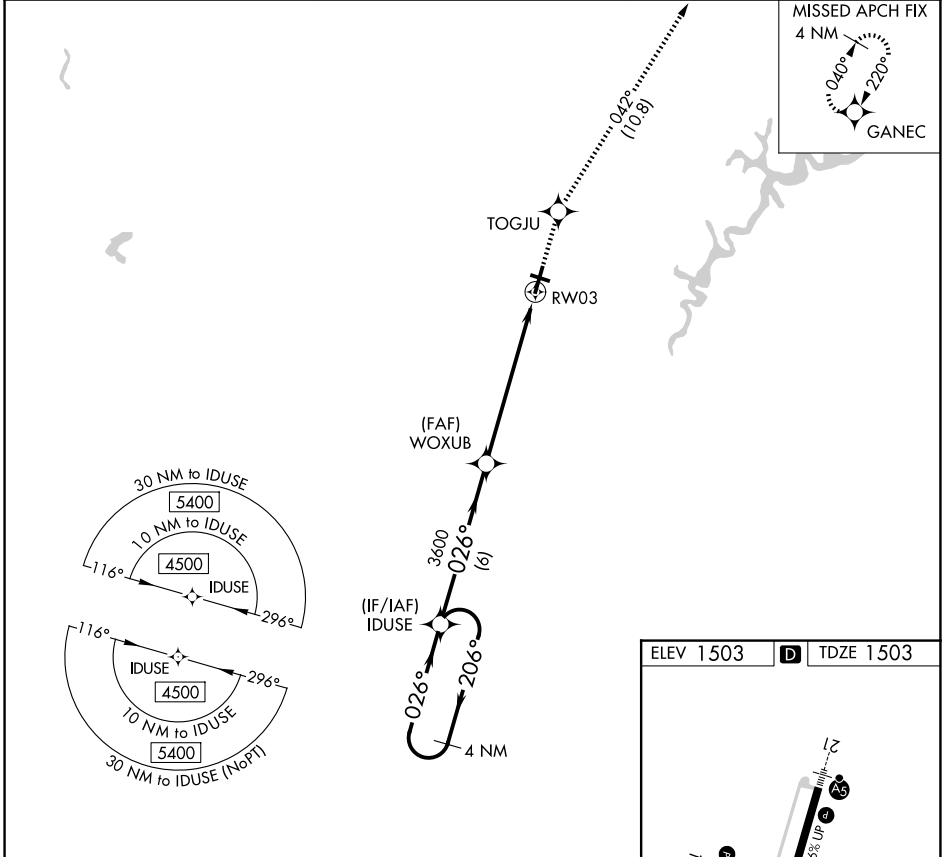 MISSED APCH FIX
4 NM
040°
220°
GANEC
042°
(10.8)
TOGJU
RW03
(FAF)
WOXUB
3600
026°
(6)
(IF/IAF)
IDUSE
026°
206°
4 NM
30 NM to IDUSE
5400
10 NM to IDUSE
4500
116°
IDUSE
296°
116°
IDUSE
296°
4500
10 NM to IDUSE
5400
30 NM to IDUSE (NoPT)
ELEV 1503
D
TDZE 1503
21
A5
P
% UP
P